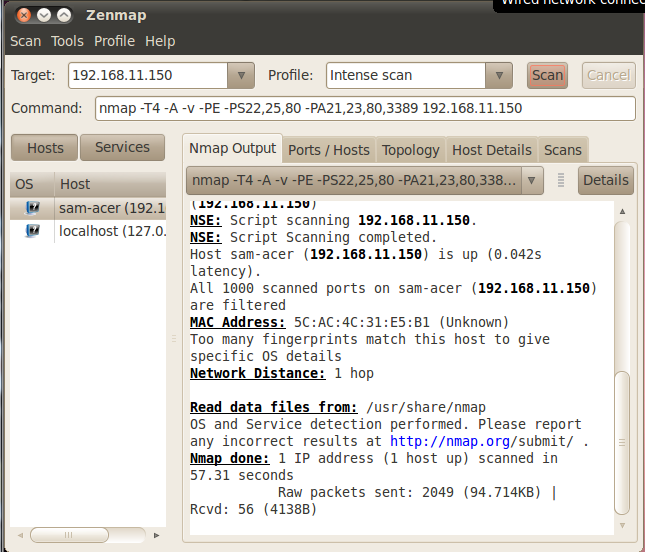 Wired network connec
Zenmap
Scan Tools Profile Help
Target: 192.168.11.150 Profile: Intense scan Scan Cancel
Command: nmap -T4 -A -v -PE -PS22,25,80 -PA21,23,80,3389 192.168.11.150
Hosts Services
Nmap Output Ports / Hosts Topology Host Details Scans
OS Host
sam-acer (192.1
localhost (127.0.
nmap -T4 -A -v -PE -PS22,25,80 -PA21,23,80,338... Details
(192.168.11.150)
NSE: Script scanning 192.168.11.150.
NSE: Script Scanning completed.
Host sam-acer (192.168.11.150) is up (0.042s
latency).
All 1000 scanned ports on sam-acer (192.168.11.150)
are filtered
MAC Address: 5C:AC:4C:31:E5:B1 (Unknown)
Too many fingerprints match this host to give
specific OS details
Network Distance: 1 hop
Read data files from: /usr/share/nmap
OS and Service detection performed. Please report
any incorrect results at http://nmap.org/submit/ .
Nmap done: 1 IP address (1 host up) scanned in
57.31 seconds
Raw packets sent: 2049 (94.714KB) |
Rcvd: 56 (4138B)